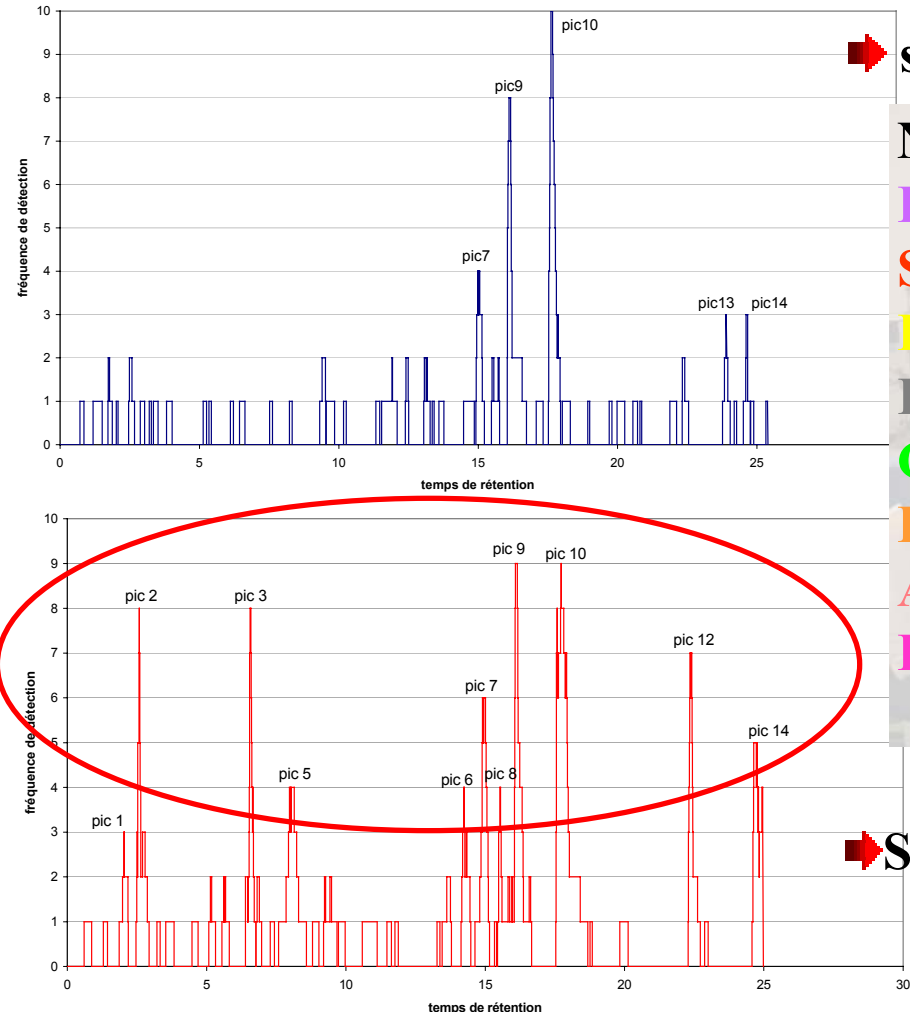 10
9
8
7
6
5
4
3
2
1
0
fréquence de détection
pic10
pic9
pic7
pic13
pic14
0
5
10
15
20
25
temps de rétention
10
9
8
7
6
5
4
3
2
1
0
fréquence de détection
pic 9
pic 10
pic 2
pic 3
pic 12
pic 7
pic 14
pic 5
pic 6
pic 8
pic 1
0
5
10
15
20
25
30
temps de rétention
S